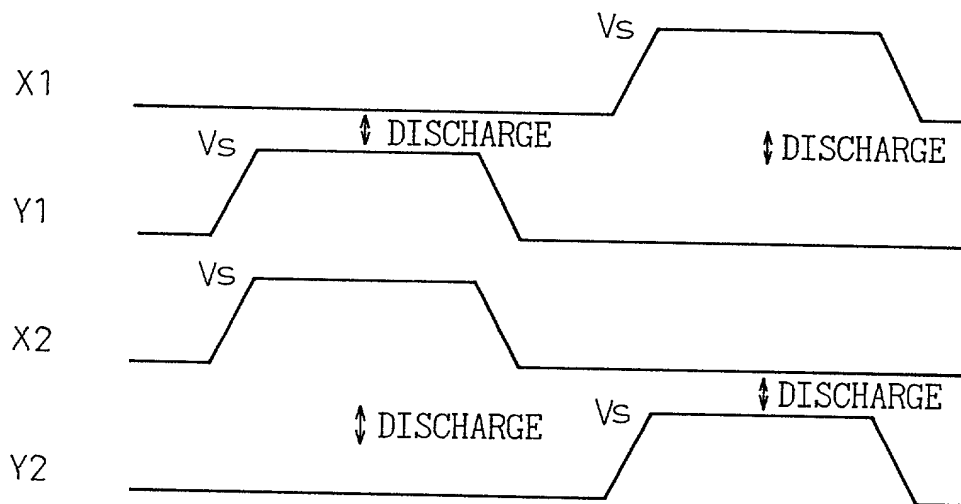 Vs
X1
DISCHARGE
DISCHARGE
Vs
Y1
Vs
X2
DISCHARGE
DISCHARGE
Vs
Y2